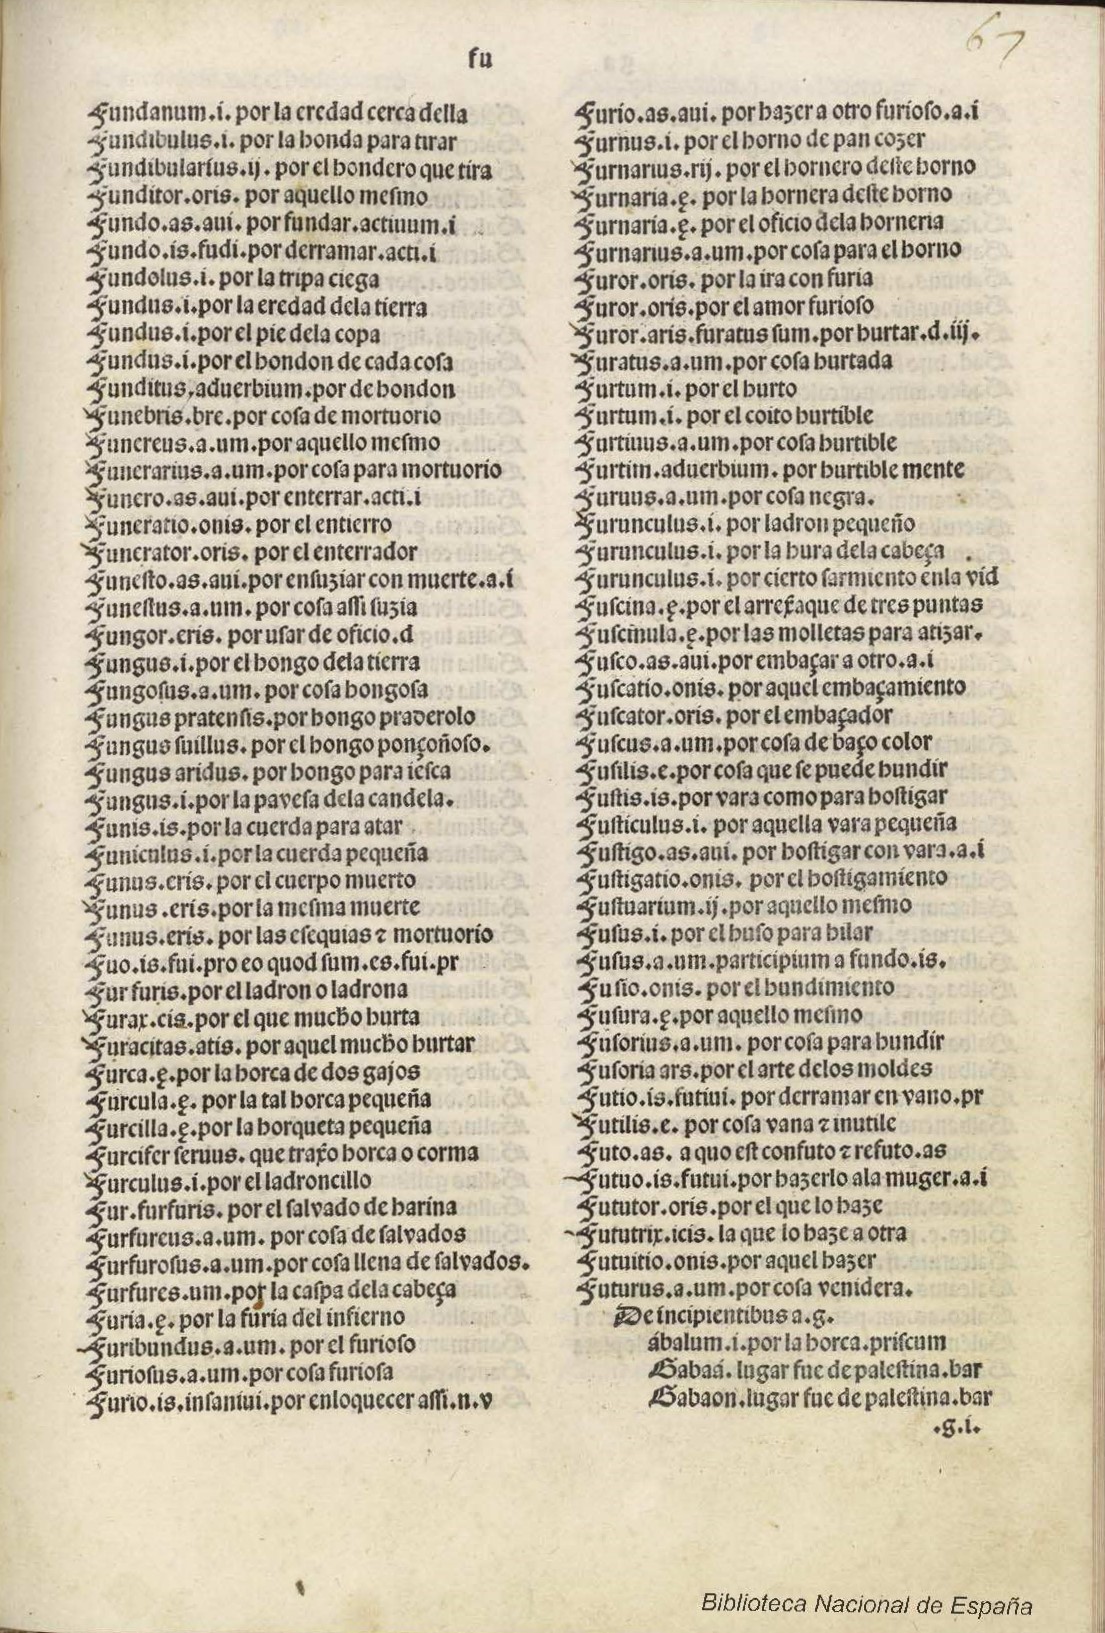 67
fu
Fundanum.i. por la eredad cerca della
Fundibulus.i. por la honda para tirar
Fundibularius.ij. por el hondero que tira
Funditor.oris. por aquello mesmo
Fundo.as.aui. por fundar.actiuum.i
Fundo.is.fudi.por derramar.acti.i
Fundolus.i. por la tripa ciega
Fundus.i.por la eredad dela tierra
Fundus.i.por el pie dela copa
Fundus.i.por el hondon de cada cosa
Funditus.aduerbium.por de hondon
Funebris.bre.por cosa de mortuorio
Funereus.a.um.por aquello mesmo
Funerarius.a.um.por cosa para mortuorio
Funero.as.aui.por enterrar.acti.i
Funeratio.onis.por el entierro
Funerator.oris. por el enterrador
Funesto.as.aui.por ensuziar con muerte.a.i
Funestus.a.um. por cosa assi suzia
Fungor.eris. por usar de oficio.d
Fungus.i.por el hongo dela tierra
Fungosus.a.um. por cosa hongosa
Fungus pratensis.por hongo praderolo
Fungus suillus. por el hongo ponçoñoso.
Fungus aridus. por hongo para iesca
Fungus.i.por la pavesa dela candela.
Funis.is.por la cuerda para atar
Funiculus.i.por la cuerda pequeña
Funus.eris. por el cuerpo muerto
Funus.eris.por la mesma muerte
Funus.eris. por las esequias ⁊ mortuorio
Fuo.is.fui.pro eo quod sum.es.fui.pr
Fur furis.por el ladron o ladrona
Furax.cis.por el que mucho hurta
Furacitas.atis. por aquel mucho hurtar
Furca.ę.por la horca de dos gajos
Furcula.ę. por la tal horca pequeña
Furcilla.ę.por la horqueta pequeña
Furcifer seruus. que traxo horca o corma
Furculus.i.por el ladroncillo
Fur.furfuris. por el salvado de harina
Furfureus.a.um. por cosa de salvados
Furfurosus.a.um.por cosa llena de salvados.
Furfures.um.por la caspa dela cabeça
Furia.ę. por la furia del infierno
Furibundus.a.um. por el furioso
Furiosus.a.um.por cosa furiosa
Furio.is.insaniui.por enloquecer assi.n.v
Furio.as.aui. por hazer a otro furioso.a.i
Furnus.i. por el horno de pan cozer
Furnarius.rij. por el hornero deste horno
Furnaria.ę. por la hornera deste horno
Furnaria.ę. por el oficio dela horneria
Furnarius.a.um.por cosa para el horno
Furor.oris. por la ira con furia
Furor.oris.por el amor furioso
Furor.aris.furatus sum.por hurtar.d.iij.
Furatus.a.um.por cosa hurtada
Furtum.i. por el hurto
Furtum.i. por el coito hurtible
Furtiuus.a.um.por cosa hurtible
Furtim.aduerbium. por hurtible mente
Furuus.a.um.por cosa negra.
Furunculus.i. por ladron pequeño
Furunculus.i. por la bura dela cabeça
Furunculus.i. por cierto sarmiento enla vid
Fuscina.ę.por el arrexaque de tres puntas
Fuscinula.ę.por las molletas para atizar.
Fusco.as.aui.por embaçar a otro.a.i
Fuscatio.onis. por aquel embaçamiento
Fuscator.oris. por el embaçador
Fuscus.a.um.por cosa de baço color
Fusilis.e.por cosa que se puede hundir
Fustis.is.por vara como para hostigar
Fusticulus.i. por aquella vara pequeña
Fustigo.as.aui. por hostigar con vara.a.i
Fustigatio.onis. por el hostigamiento
Fustuarium.ij.por aquello mesmo
Fusus.i.por el huso para hilar
Fusus.a.um.participium a fundo.is.
Fusio.onis. por el hundimiento
Fusura.ę.por aquello mesmo
Fusorius.a.um. por cosa para hundir
Fusoria ars.por el arte delos moldes
Futio.is.futiui. por derramar en vano.pr
Futilis.e. por cosa vana ⁊ inutile
Futo.as. a quo est confuto ⁊ refuto.as
Futuo.is.futui.por hazerlo ala muger.a.i
Fututor.oris.por el que lo haze
Fututrix.icis. la que lo haze a otra
Fututio.onis.por aquel hazer
Futurus.a.um.por cosa venidera.
De incipientibus a.g.
abalum.i.por la horca.priscum
Gabaa. lugar fue de palestina.bar
Gabaon.lugar fue de palestina.bar
.g.i.
Biblioteca Nacional de España